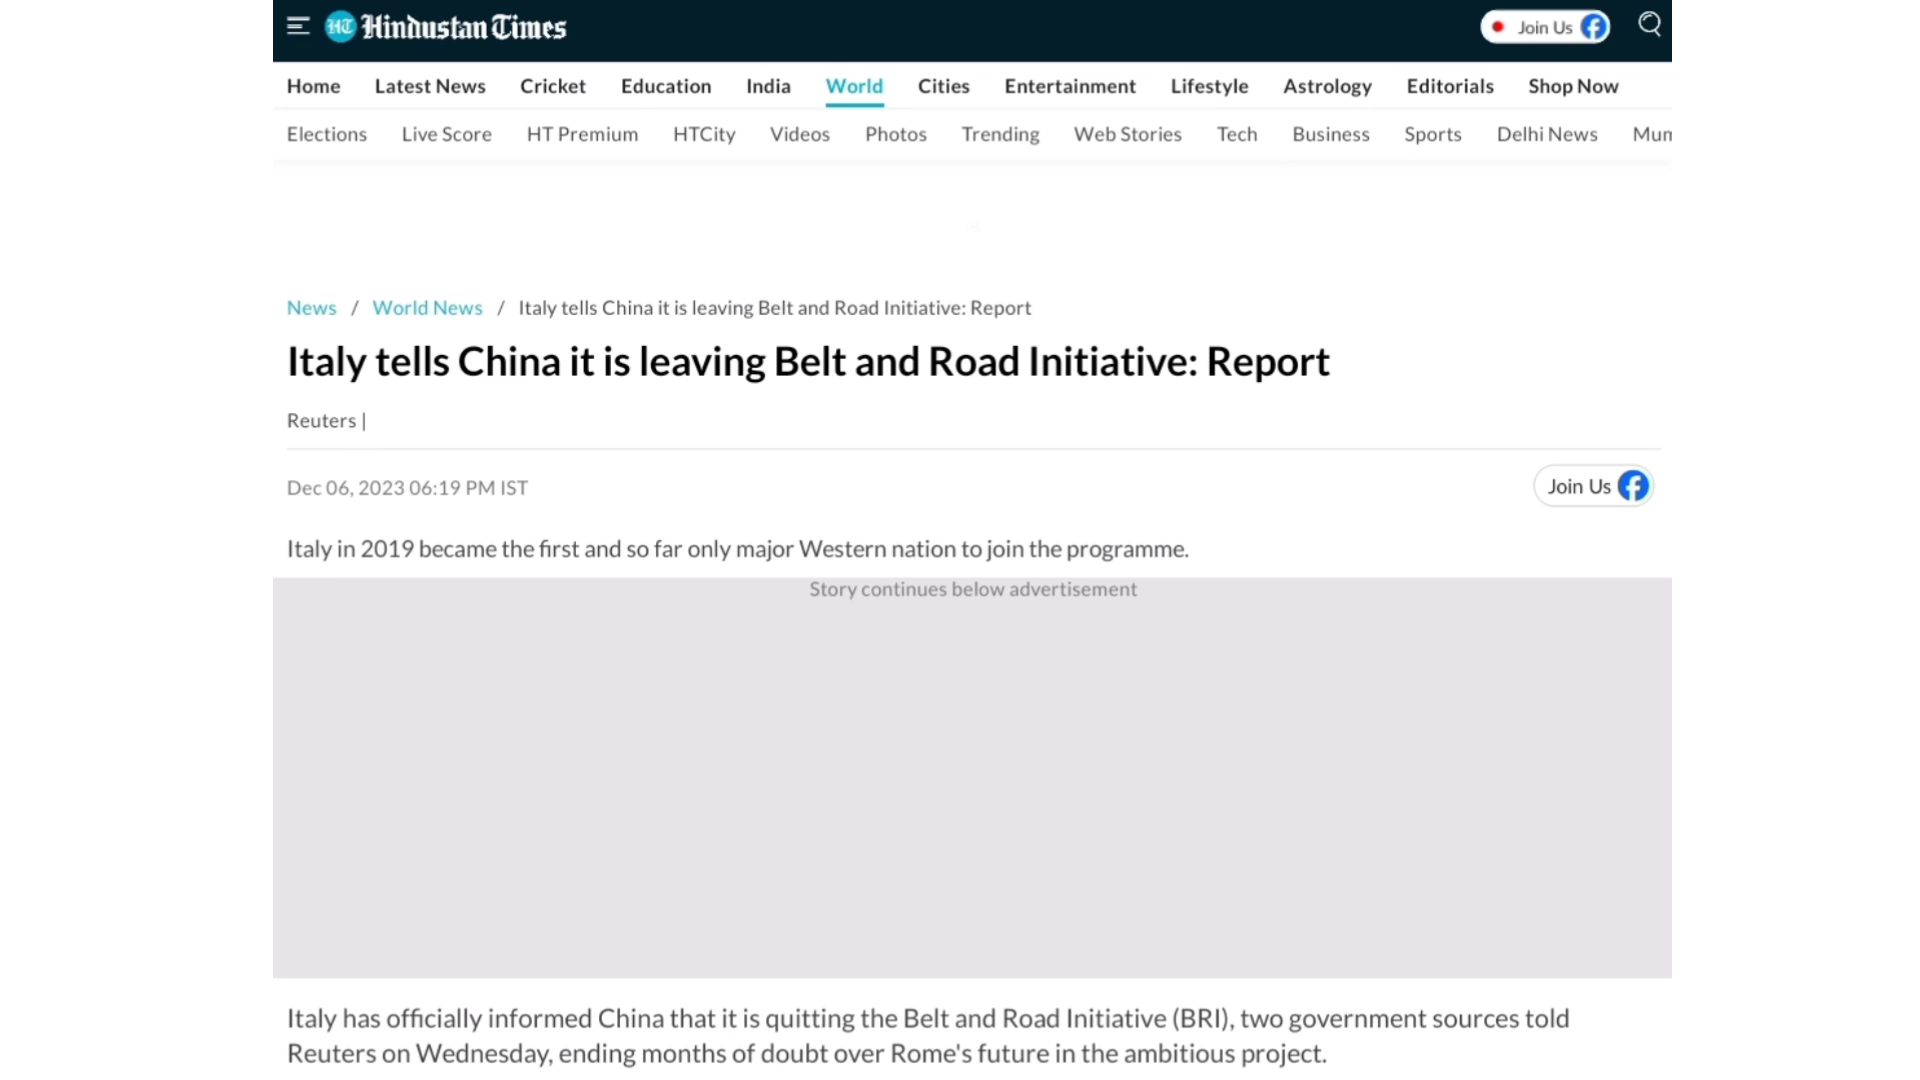 HT Hindustan Times
Join Us
Home Latest News Cricket Education India World Cities Entertainment Lifestyle Astrology Editorials Shop Now
Elections Live Score HT Premium HTCity Videos Photos Trending Web Stories Tech Business Sports Delhi News Mum
News / World News / Italy tells China it is leaving Belt and Road Initiative: Report
Italy tells China it is leaving Belt and Road Initiative: Report
Reuters |
Dec 06, 2023 06:19 PM IST
Join Us
Italy in 2019 became the first and so far only major Western nation to join the programme.
Story continues below advertisement
Italy has officially informed China that it is quitting the Belt and Road Initiative (BRI), two government sources told
Reuters on Wednesday, ending months of doubt over Rome's future in the ambitious project.